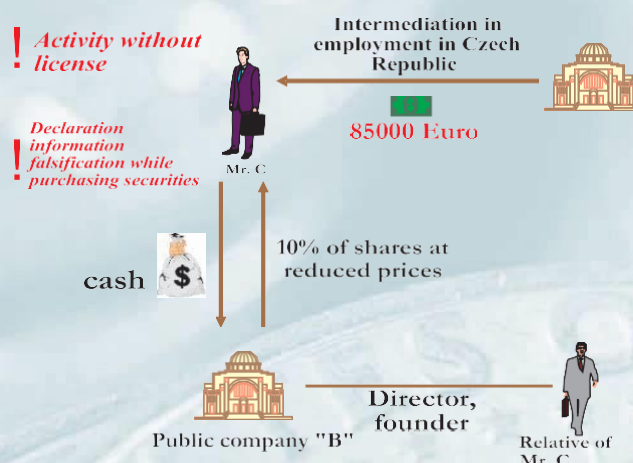 ! Activity without
license
Intermediation in
employment in Czech
Republic
85000 Euro
! Declaration
information
falsification while
purchasing securities
Mr. C
cash
$
10% of shares at
reduced prices
Director,
founder
Public company "B"
Relative of
Mr. C